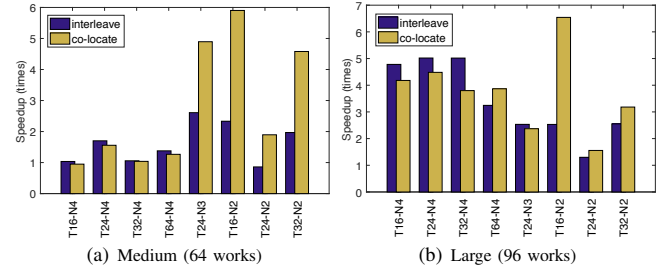 interleave
co-locate
Speedup (times)
6
5
4
3
2
1
0
T16-N4
T24-N4
T32-N4
T64-N4
T24-N3
T16-N2
T24-N2
T32-N2
(a) Medium (64 works)
interleave
co-locate
Speedup (times)
7
6
5
4
3
2
1
0
T16-N4
T24-N4
T32-N4
T64-N4
T24-N3
T16-N2
T24-N2
T32-N2
(b) Large (96 works)